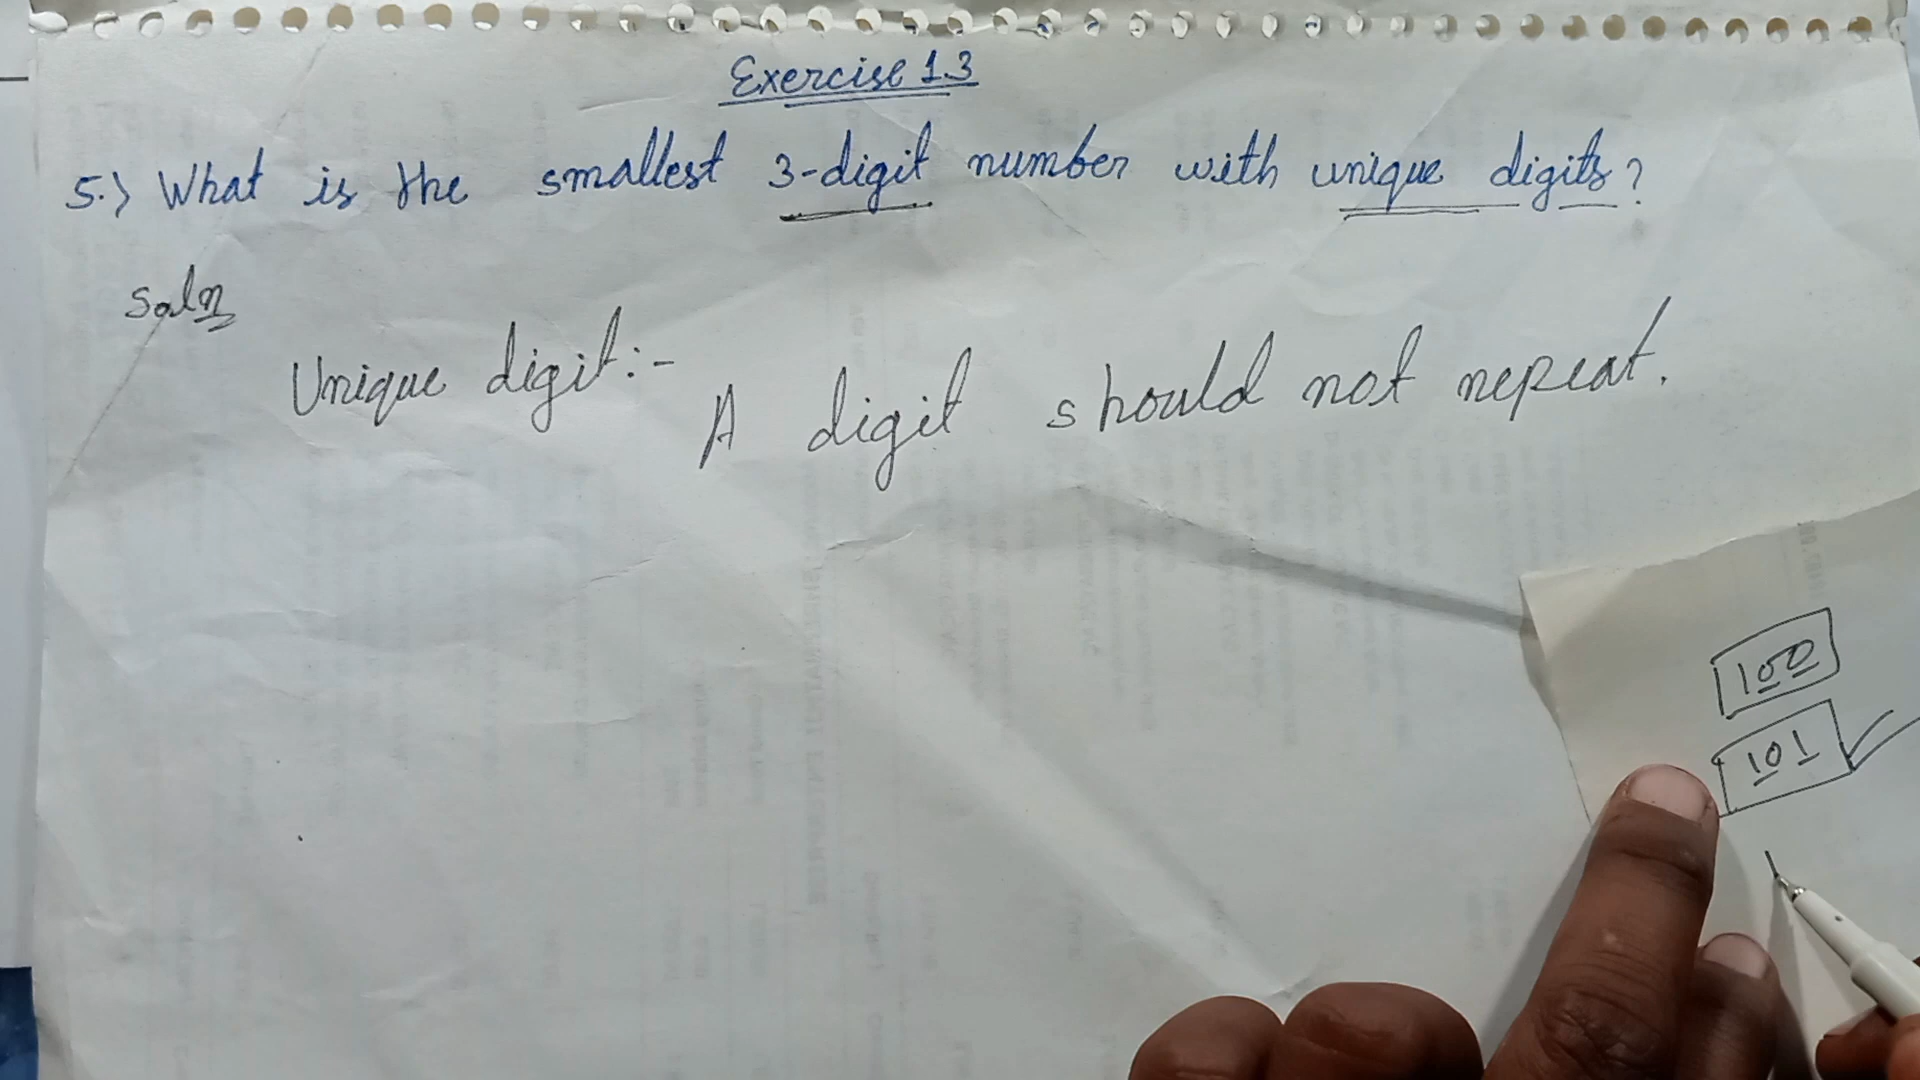 Exercise 1.3
5.) What is the smallest 3-digit number with unique digits?
Soln
Unique digit:- A digit should not repeat.
100
101